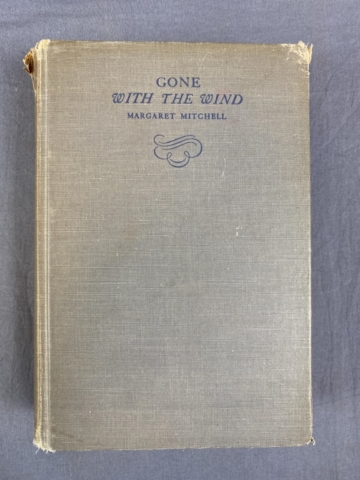 GONE
WITH THE WIND
MARGARET MITCHELL